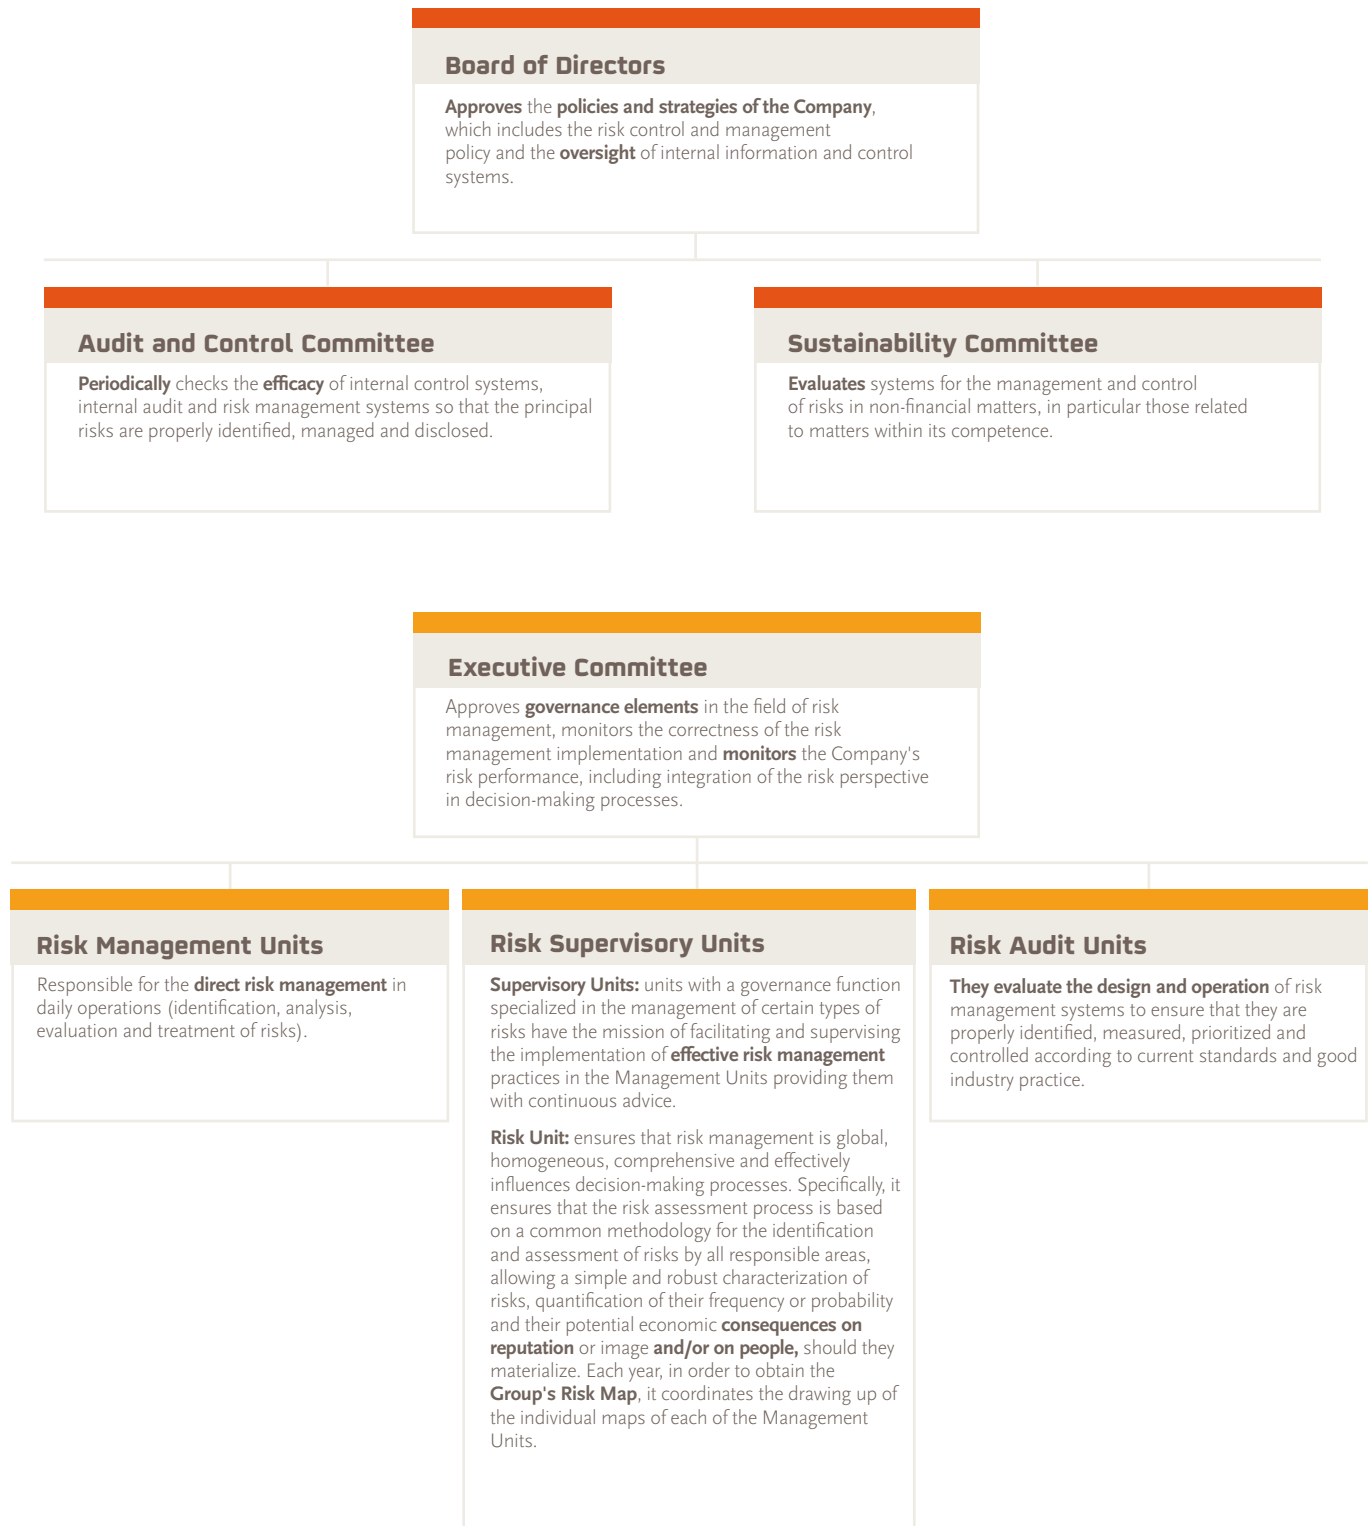 Board of Directors
Approves the policies and strategies of the Company,
which includes the risk control and management
policy and the oversight of internal information and control
systems.
Audit and Control Committee
Periodically checks the efficacy of internal control systems,
internal audit and risk management systems so that the principal
risks are properly identified, managed and disclosed.
Sustainability Committee
Evaluates systems for the management and control
of risks in non-financial matters, in particular those related
to matters within its competence.
Executive Committee
Approves governance elements in the field of risk
management, monitors the correctness of the risk
management implementation and monitors the Company's
risk performance, including integration of the risk perspective
in decision-making processes.
Risk Management Units
Responsible for the direct risk management in
daily operations (identification, analysis,
evaluation and treatment of risks).
Risk Supervisory Units
Supervisory Units: units with a governance function
specialized in the management of certain types of
risks have the mission of facilitating and supervising
the implementation of effective risk management
practices in the Management Units providing them
with continuous advice.
Risk Unit: ensures that risk management is global,
homogeneous, comprehensive and effectively
influences decision-making processes. Specifically, it
ensures that the risk assessment process is based
on a common methodology for the identification
and assessment of risks by all responsible areas,
allowing a simple and robust characterization of
risks, quantification of their frequency or probability
and their potential economic consequences on
reputation or image and/or on people, should they
materialize. Each year, in order to obtain the
Group's Risk Map, it coordinates the drawing up of
the individual maps of each of the Management
Units.
Risk Audit Units
They evaluate the design and operation of risk
management systems to ensure that they are
properly identified, measured, prioritized and
controlled according to current standards and good
industry practice.